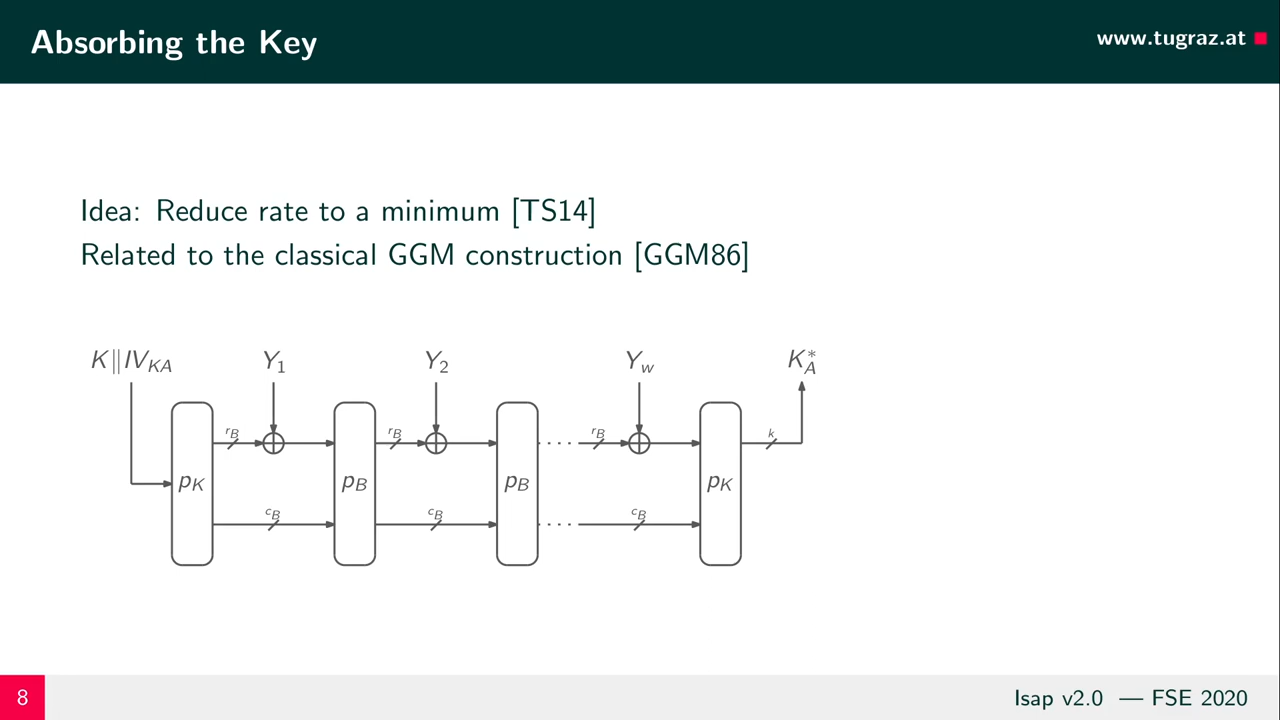 Absorbing the Key
www.tugraz.at
Idea: Reduce rate to a minimum [TS14]
Related to the classical GGM construction [GGM86]
K‖IV_KA Y_1 Y_2 Y_w K*_A
r_B r_B r_B k
p_K p_B p_B p_K
c_B c_B c_B
8 Isap v2.0 — FSE 2020